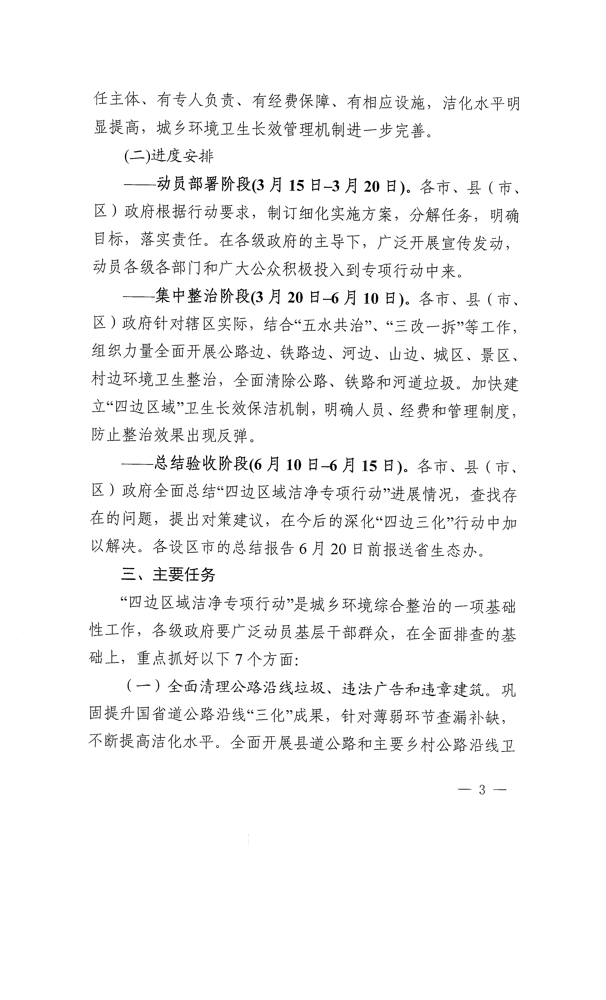 任主体、有专人负责、有经费保障、有相应设施，洁化水平明
显提高，城乡环境卫生长效管理机制进一步完善。
(二)进度安排
——动员部署阶段(3 月 15 日–3 月 20 日)。各市、县（市、
区）政府根据行动要求，制订细化实施方案，分解任务，明确
目标，落实责任。在各级政府的主导下，广泛开展宣传发动，
动员各级各部门和广大公众积极投入到专项行动中来。
——集中整治阶段(3 月 20 日–6 月 10 日)。各市、县（市、
区）政府针对辖区实际，结合“五水共治”、“三改一拆”等工作，
组织力量全面开展公路边、铁路边、河边、山边、城区、景区、
村边环境卫生整治，全面清除公路、铁路和河道垃圾。加快建
立“四边区域”卫生长效保洁机制，明确人员、经费和管理制度，
防止整治效果出现反弹。
——总结验收阶段(6 月 10 日–6 月 15 日)。各市、县（市、
区）政府全面总结“四边区域洁净专项行动”进展情况，查找存
在的问题，提出对策建议，在今后的深化“四边三化”行动中加
以解决。各设区市的总结报告 6 月 20 日前报送省生态办。
三、主要任务
“四边区域洁净专项行动”是城乡环境综合整治的一项基础
性工作，各级政府要广泛动员基层干部群众，在全面排查的基
础上，重点抓好以下 7 个方面：
（一）全面清理公路沿线垃圾、违法广告和违章建筑。巩
固提升国省道公路沿线“三化”成果，针对薄弱环节查漏补缺，
不断提高洁化水平。全面开展县道公路和主要乡村公路沿线卫
— 3 —